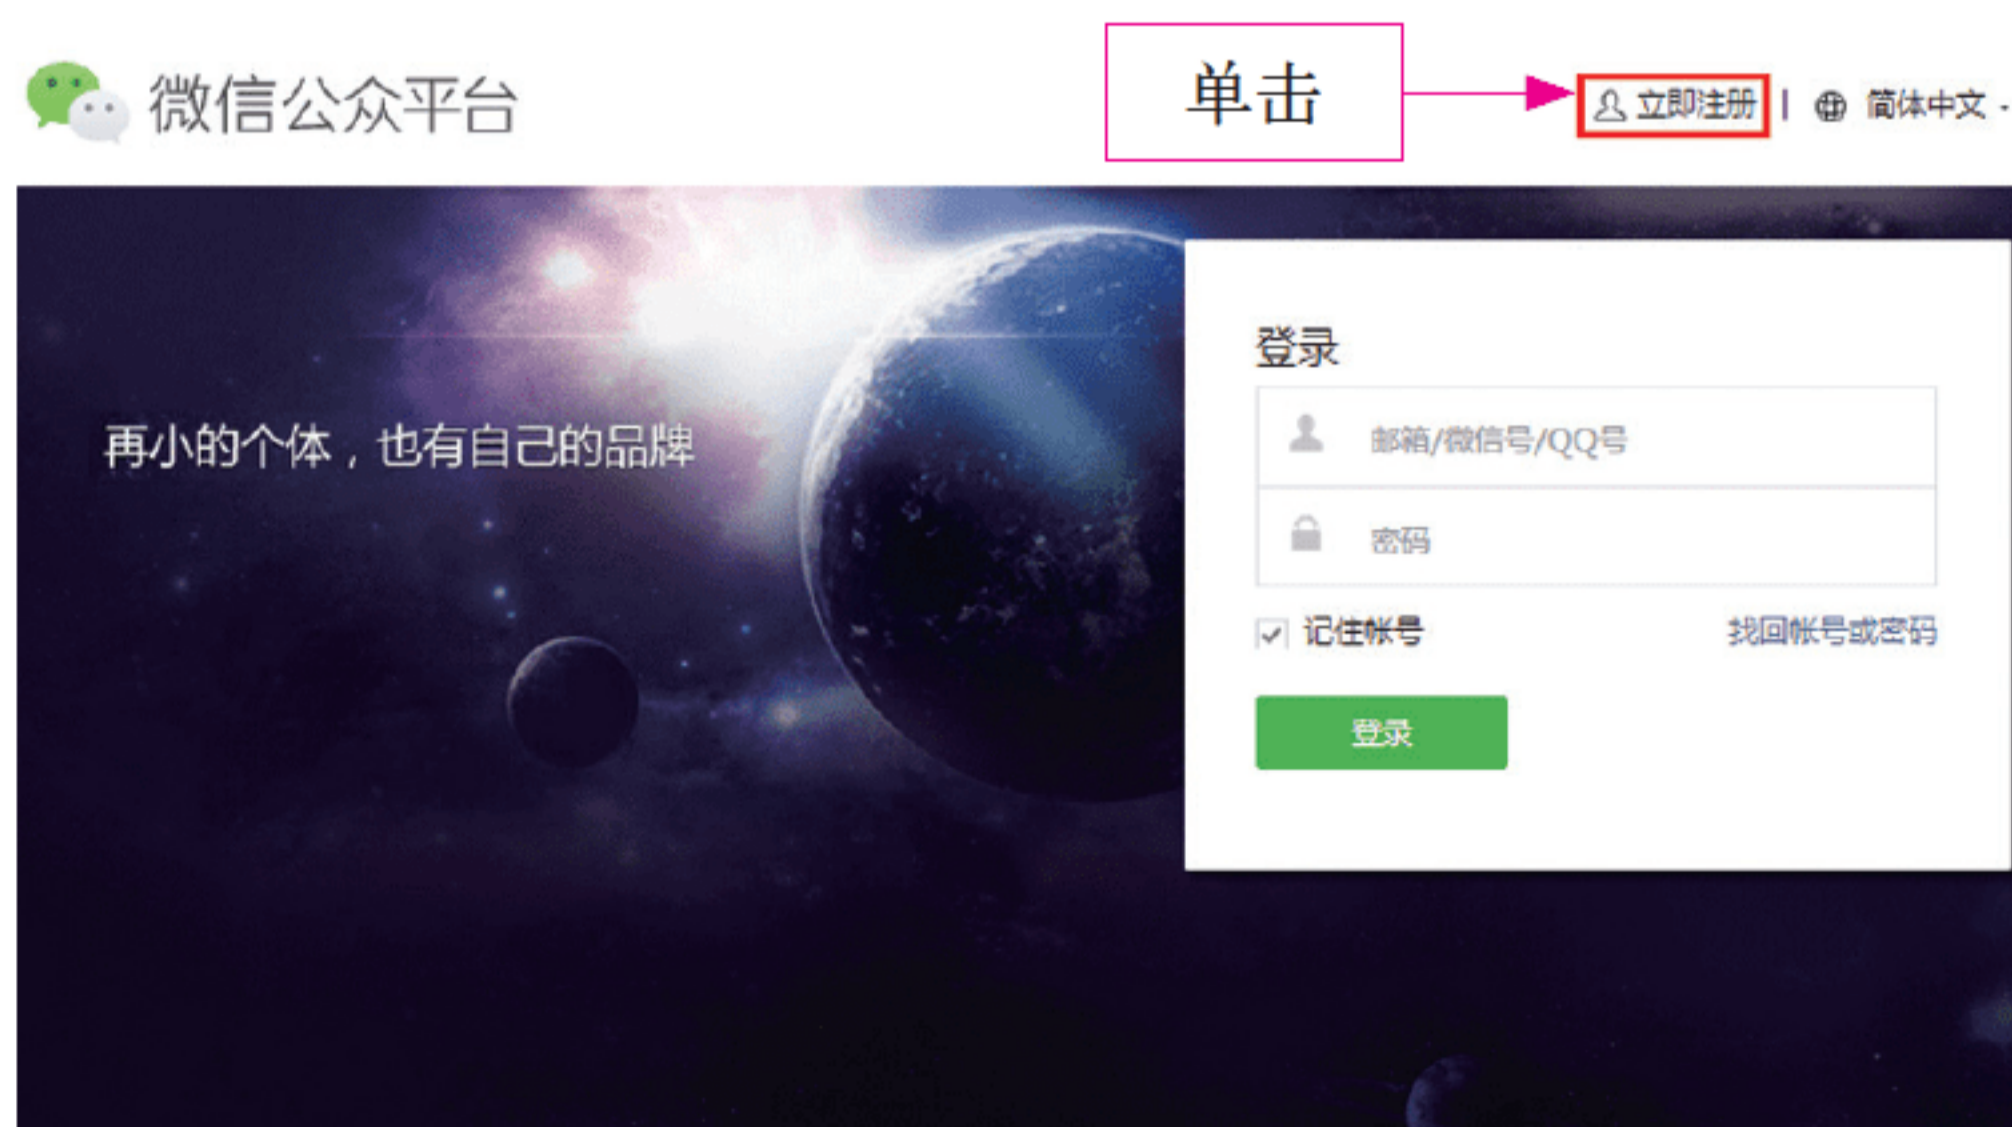 微信公众平台
单击
立即注册 | 简体中文
再小的个体，也有自己的品牌
登录
邮箱/微信号/QQ号
密码
记住帐号 找回帐号或密码
登录